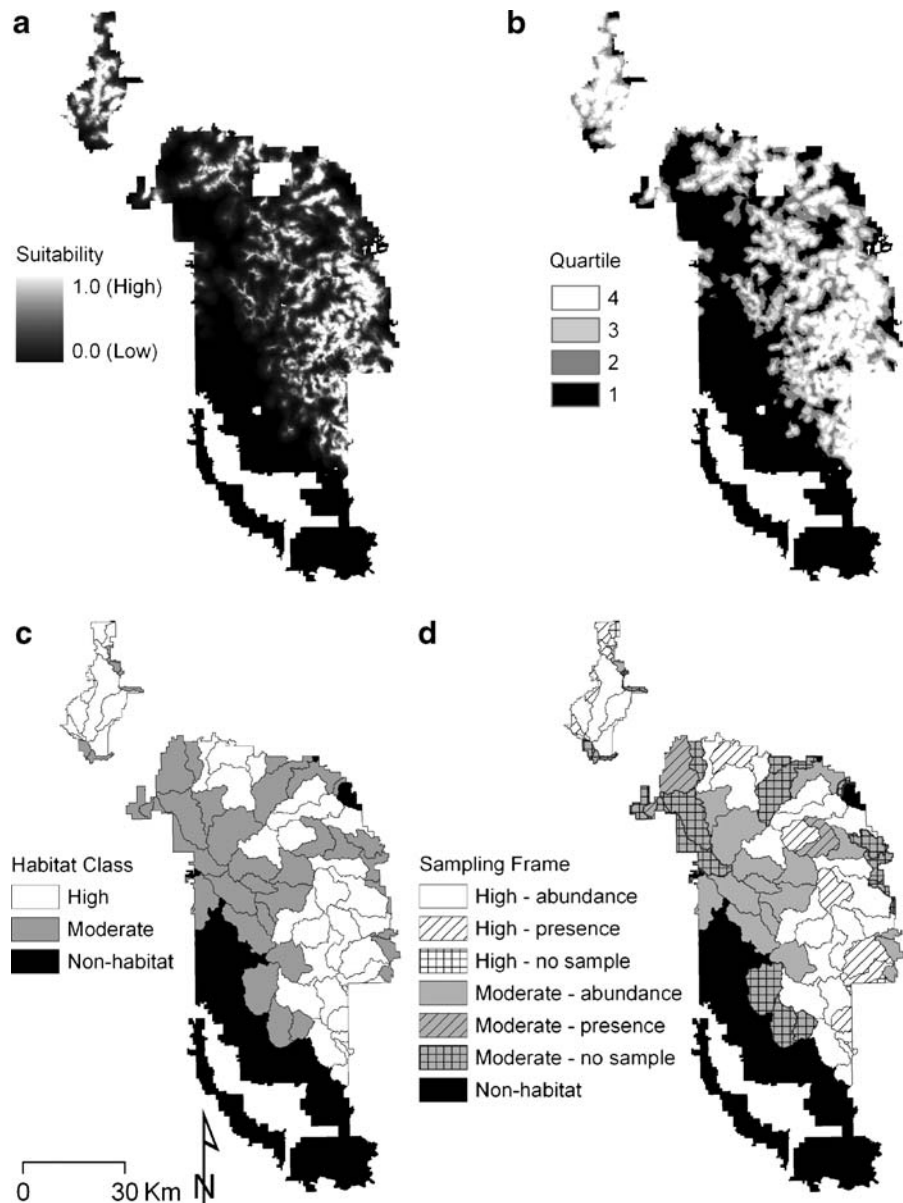 a
b
Suitability
1.0 (High)
0.0 (Low)
Quartile
4
3
2
1
c
d
Habitat Class
High
Moderate
Non-habitat
Sampling Frame
High - abundance
High - presence
High - no sample
Moderate - abundance
Moderate - presence
Moderate - no sample
Non-habitat
0 30 Km
N